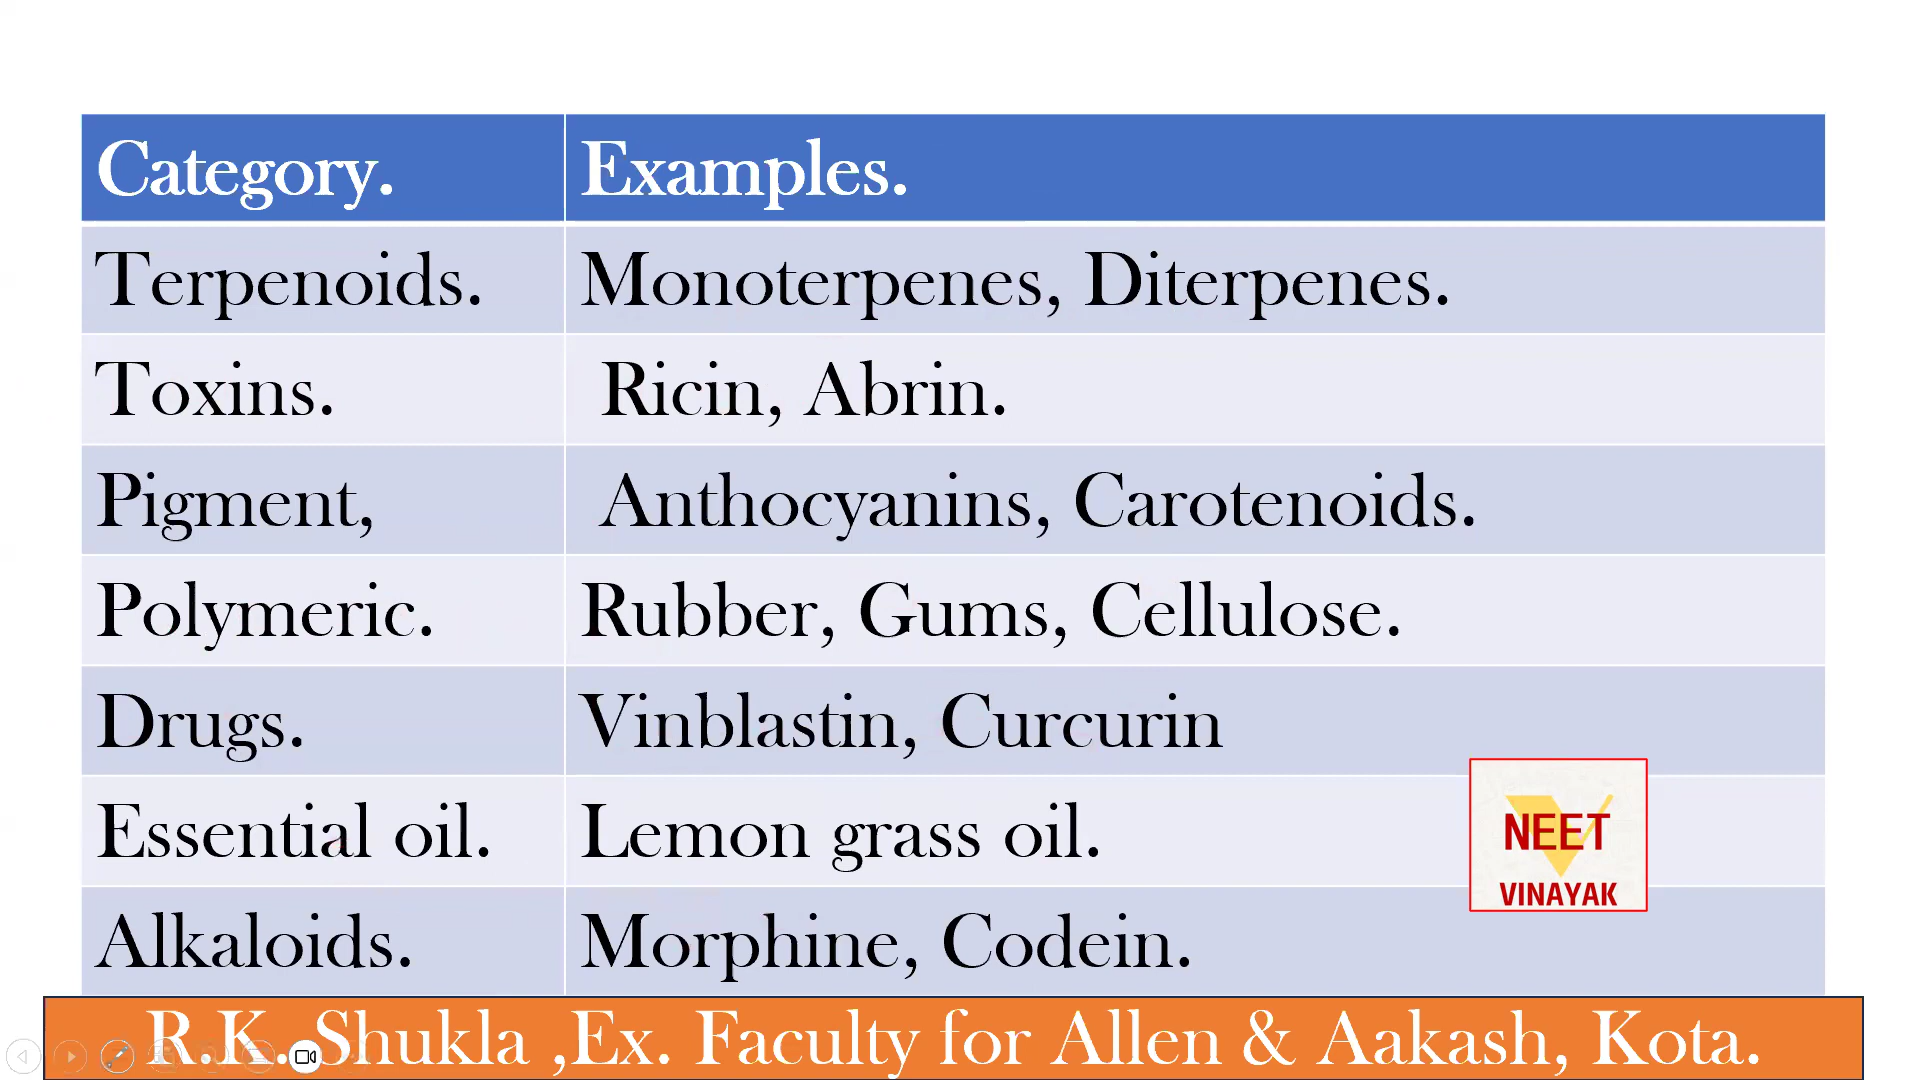 Category. Examples.
Terpenoids. Monoterpenes, Diterpenes.
Toxins. Ricin, Abrin.
Pigment, Anthocyanins, Carotenoids.
Polymeric. Rubber, Gums, Cellulose.
Drugs. Vinblastin, Curcurin
Essential oil. Lemon grass oil.
Alkaloids. Morphine, Codein.
NEET
VINAYAK
R.K. Shukla ,Ex. Faculty for Allen & Aakash, Kota.